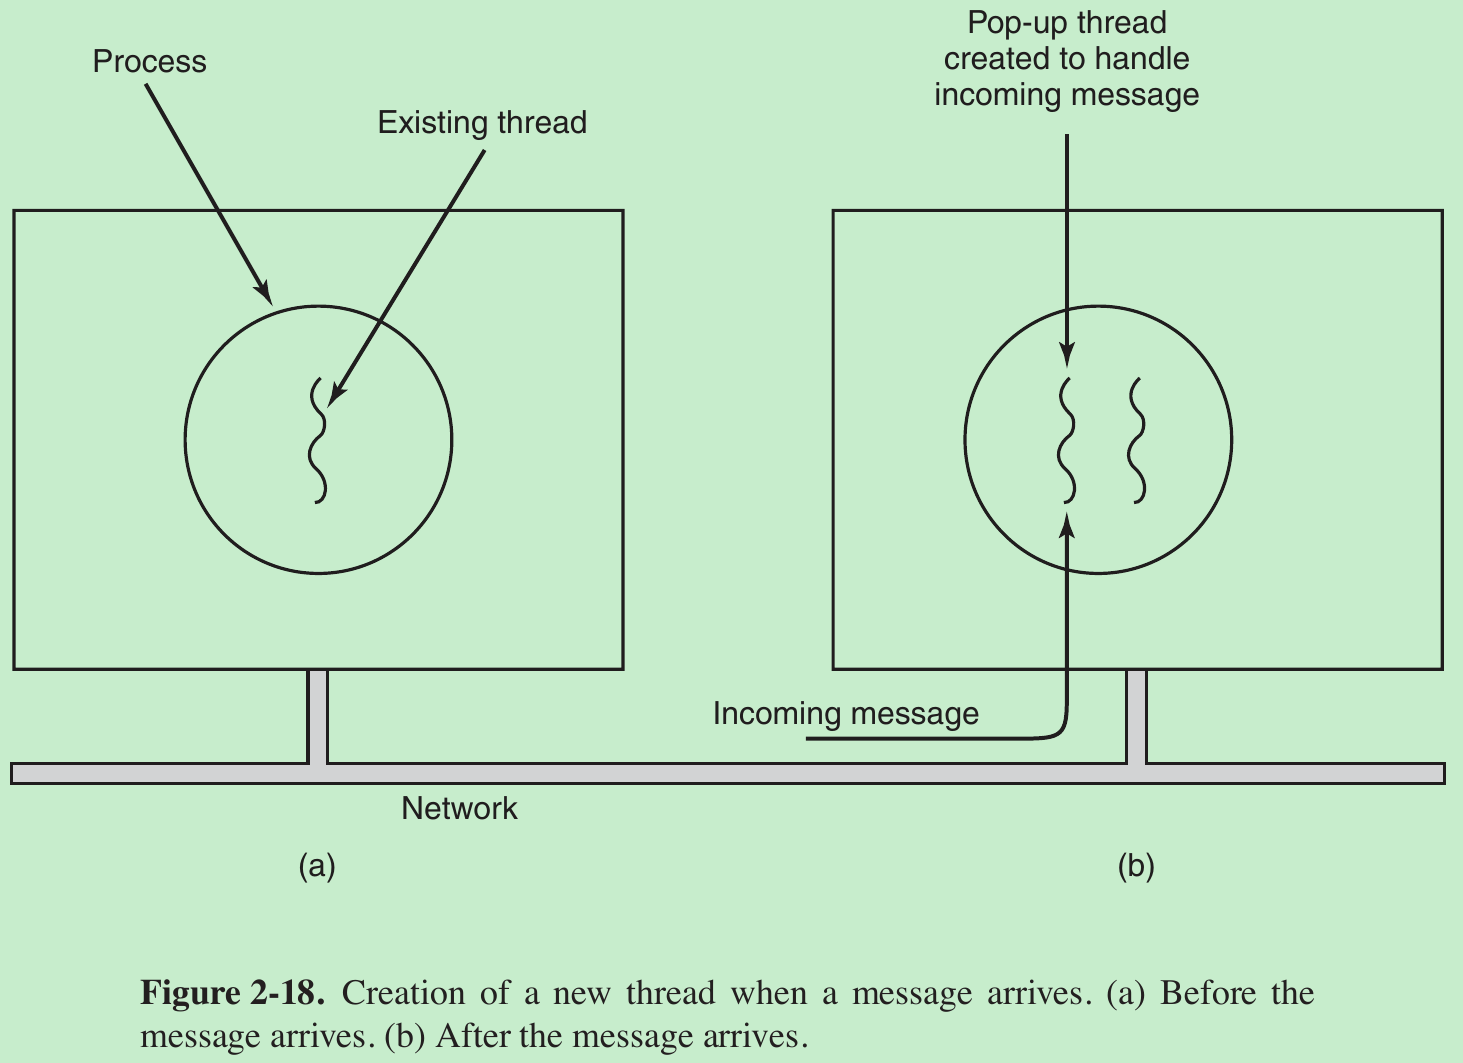 Process
Existing thread
Pop-up thread
created to handle
incoming message
Incoming message
Network
(a)
(b)
Figure 2-18. Creation of a new thread when a message arrives. (a) Before the
message arrives. (b) After the message arrives.